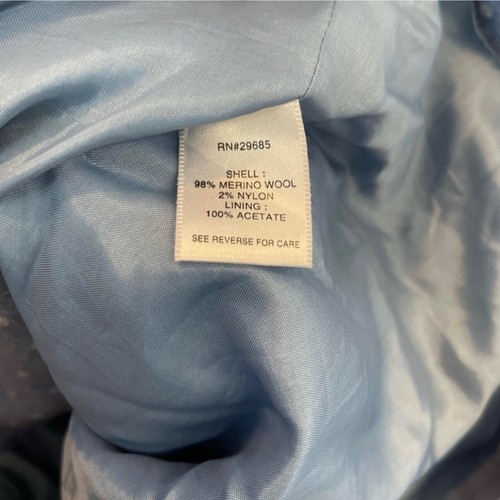 RN#29685
SHELL :
98% MERINO WOOL
2% NYLON
LINING :
100% ACETATE
SEE REVERSE FOR CARE